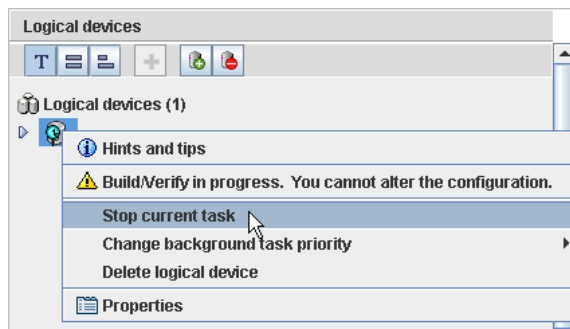 Logical devices
T
Logical devices (1)
Hints and tips
Build/Verify in progress. You cannot alter the configuration.
Stop current task
Change background task priority
Delete logical device
Properties